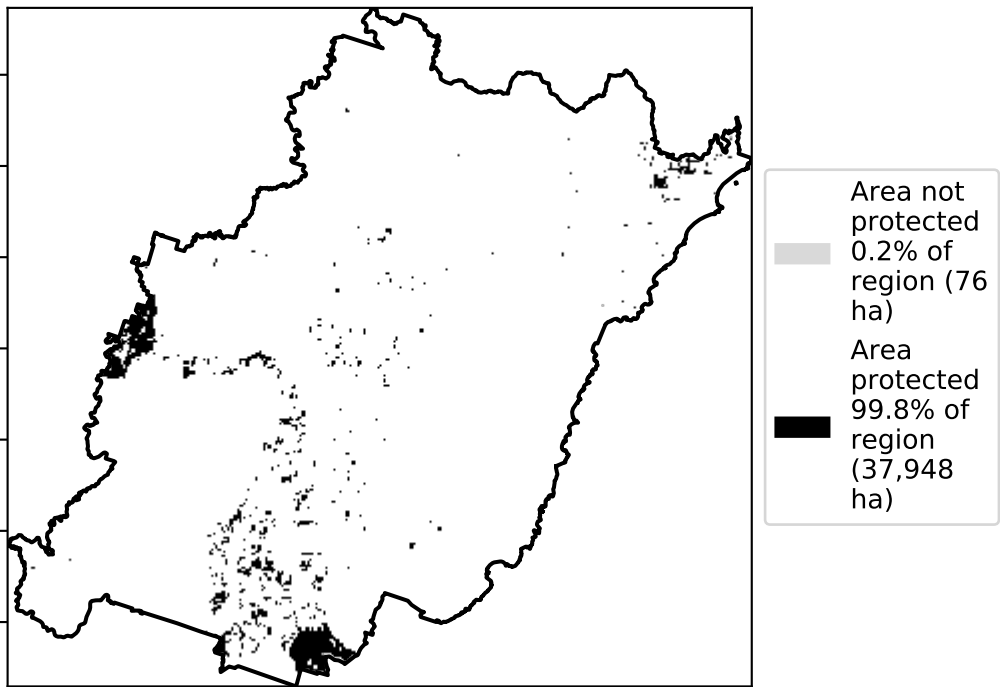 Area not
protected
0.2% of
region (76
ha)
Area
protected
99.8% of
region
(37,948
ha)